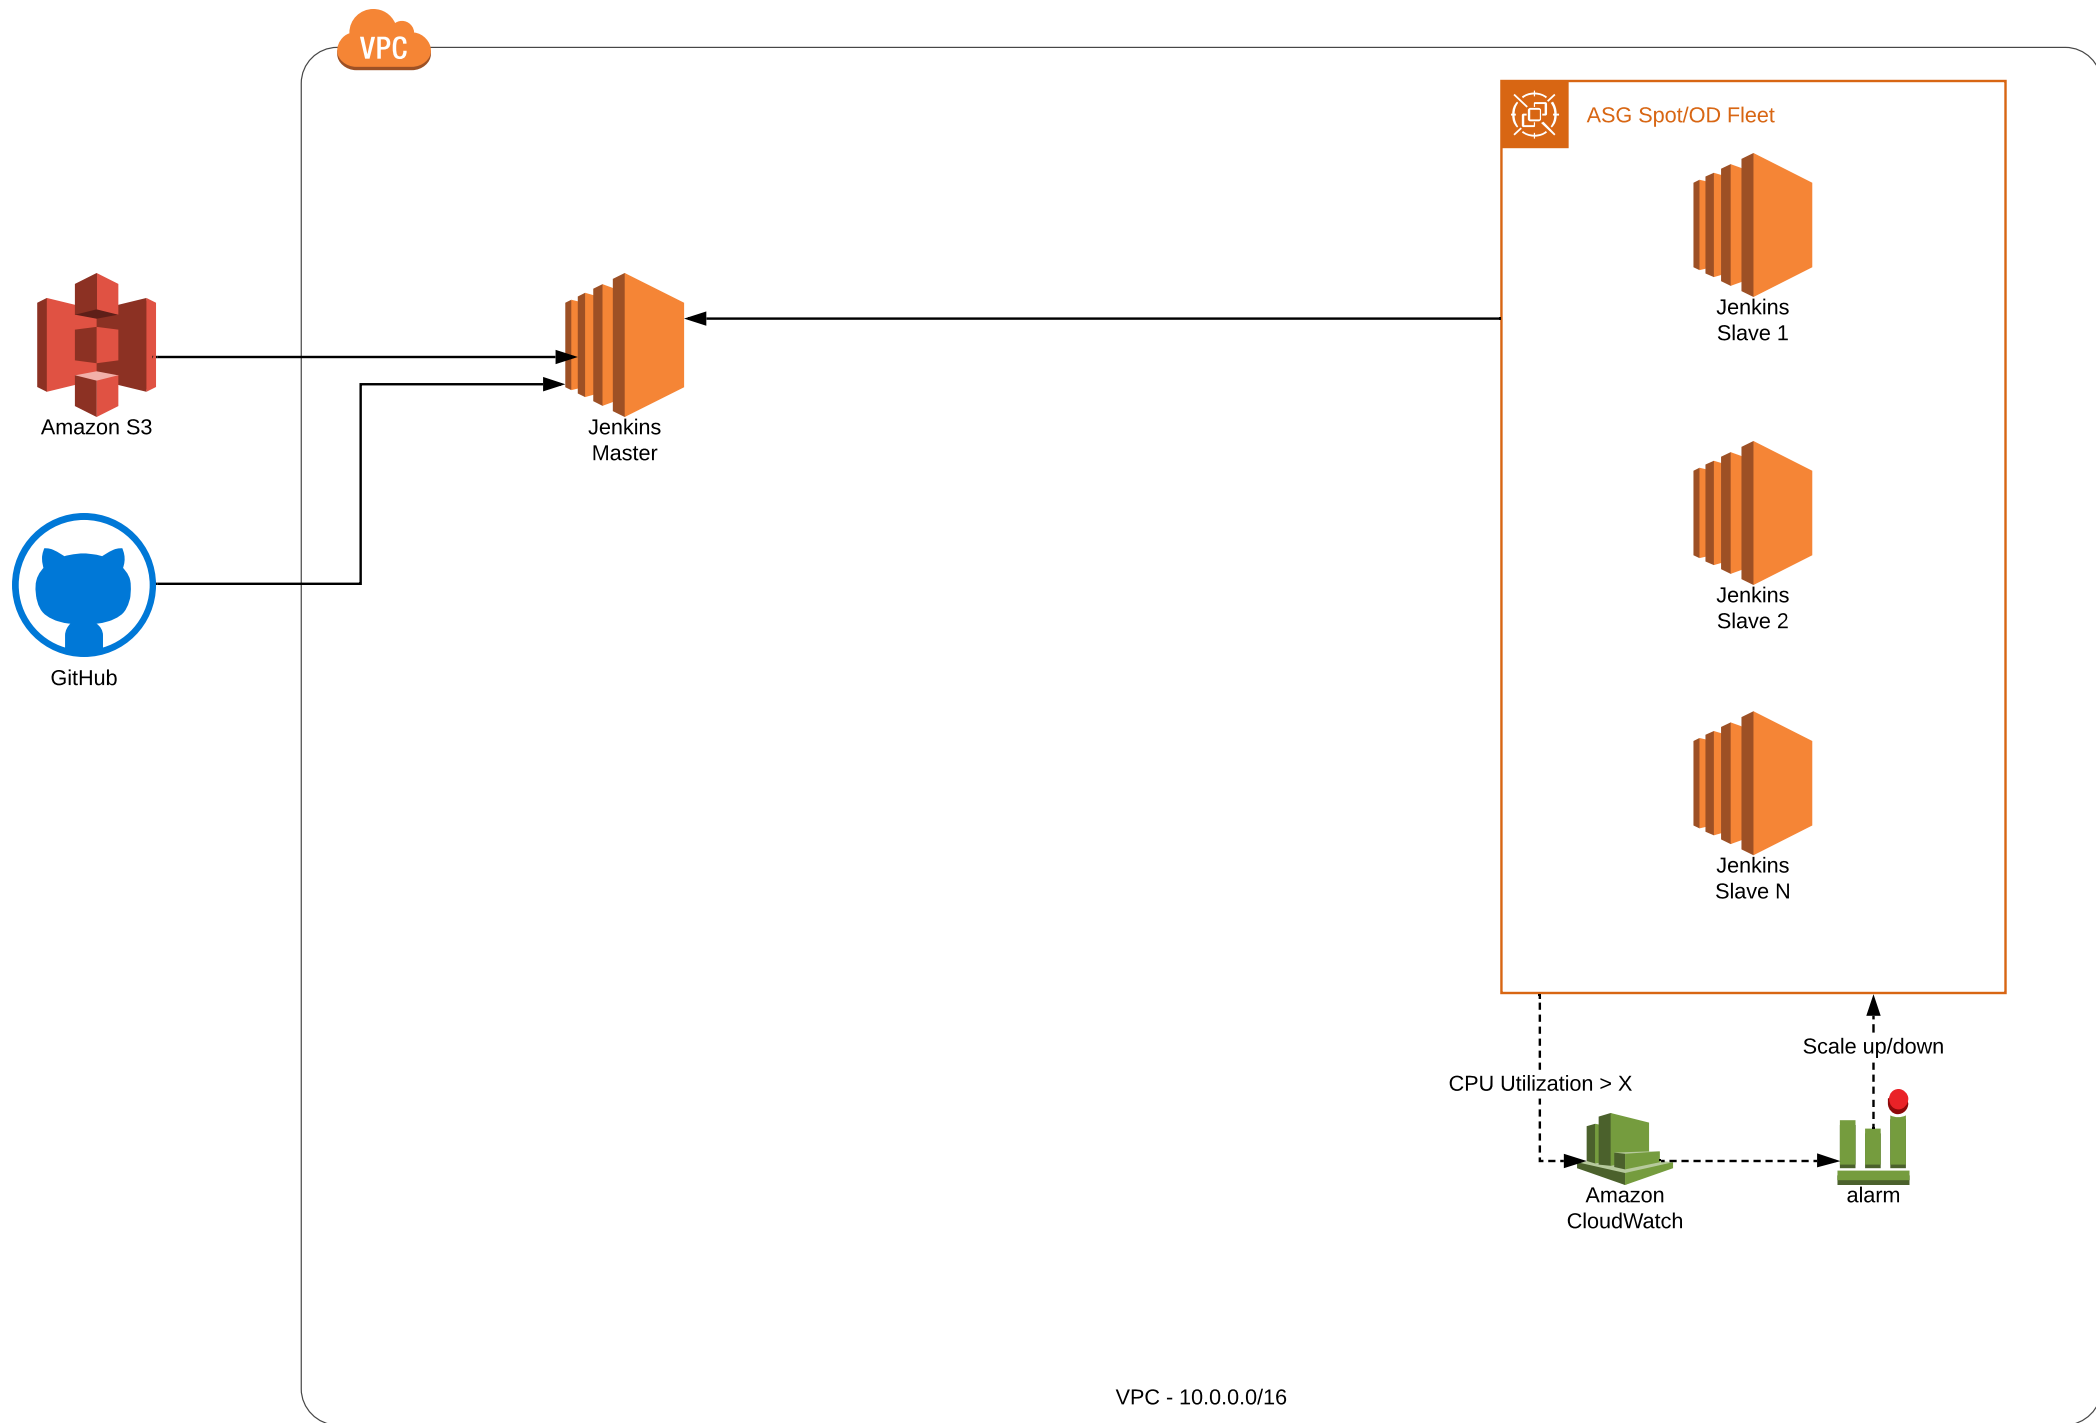 VPC
ASG Spot/OD Fleet
Jenkins
Slave 1
Amazon S3
Jenkins
Master
Jenkins
Slave 2
GitHub
Jenkins
Slave N
Scale up/down
CPU Utilization > X
Amazon
CloudWatch
alarm
VPC - 10.0.0.0/16